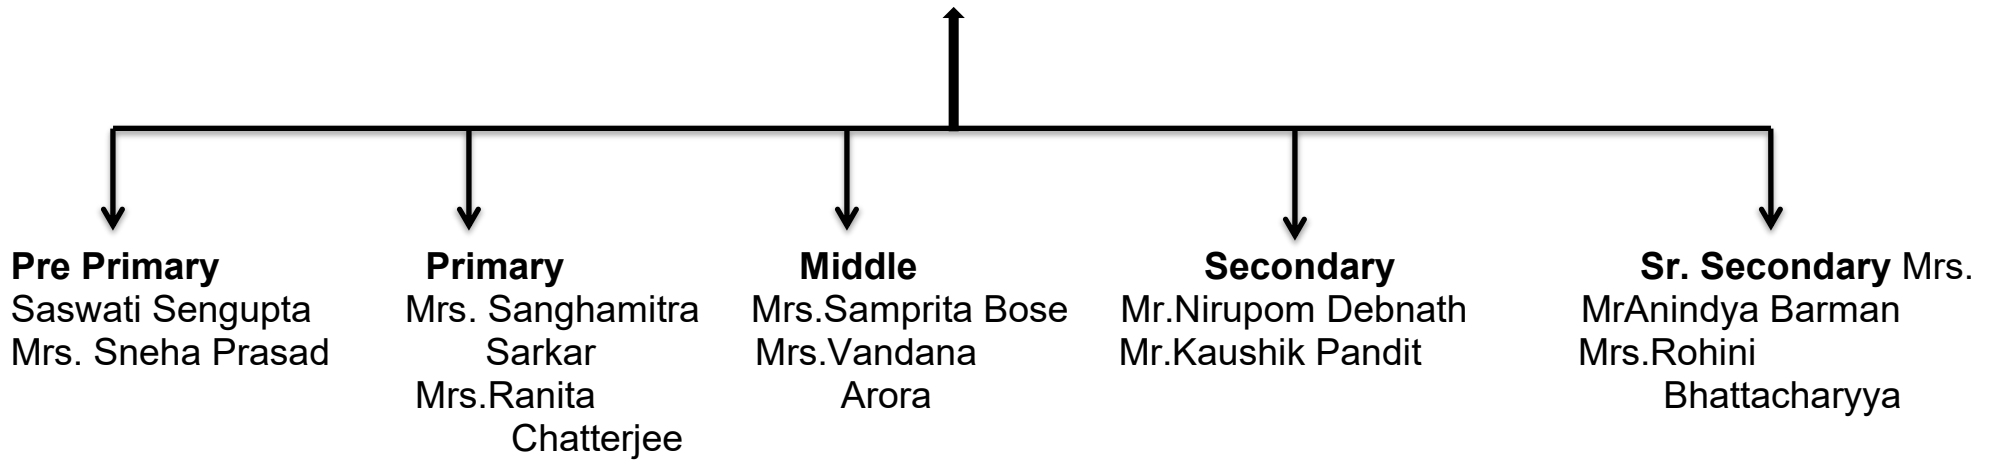 Pre Primary Primary Middle Secondary Sr. Secondary Mrs.
Saswati Sengupta Mrs. Sanghamitra Mrs.Samprita Bose Mr.Nirupom Debnath MrAnindya Barman
Mrs. Sneha Prasad Sarkar Mrs.Vandana Mr.Kaushik Pandit Mrs.Rohini
Mrs.Ranita Arora Bhattacharyya
Chatterjee